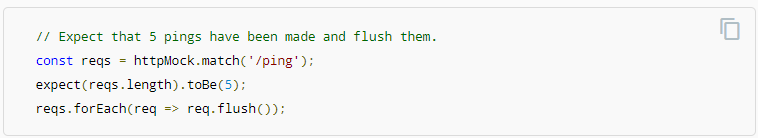 // Expect that 5 pings have been made and flush them.
const reqs = httpMock.match('/ping');
expect(reqs.length).toBe(5);
reqs.forEach(req => req.flush());